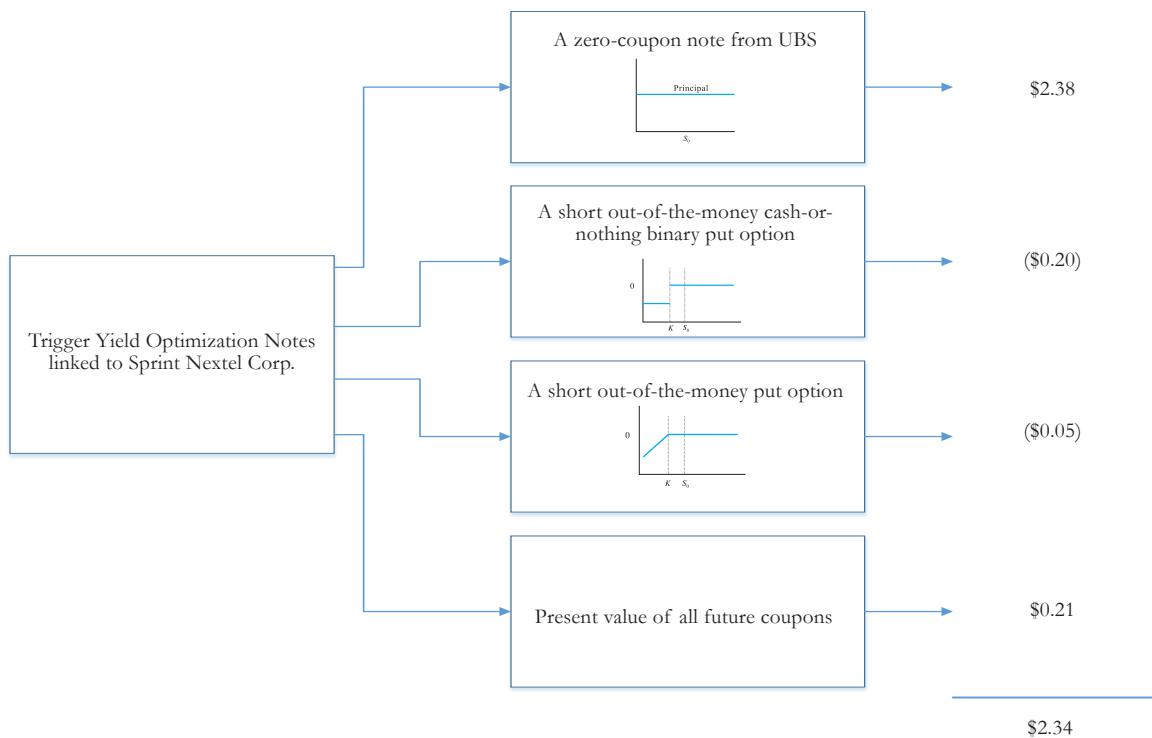 A zero-coupon note from UBS
Principal
S0
$2.38
A short out-of-the-money cash-or-
nothing binary put option
0
K S0
($0.20)
Trigger Yield Optimization Notes
linked to Sprint Nextel Corp.
A short out-of-the-money put option
0
K S0
($0.05)
Present value of all future coupons
$0.21
$2.34